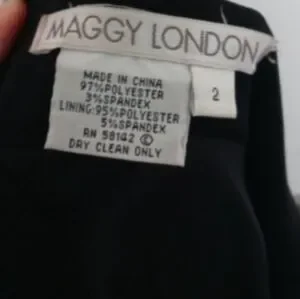 MAGGY LONDON
2
MADE IN CHINA
97%POLYESTER
3%SPANDEX
LINING:95%POLYESTER
5%SPANDEX
RN 58142 ©
DRY CLEAN ONLY